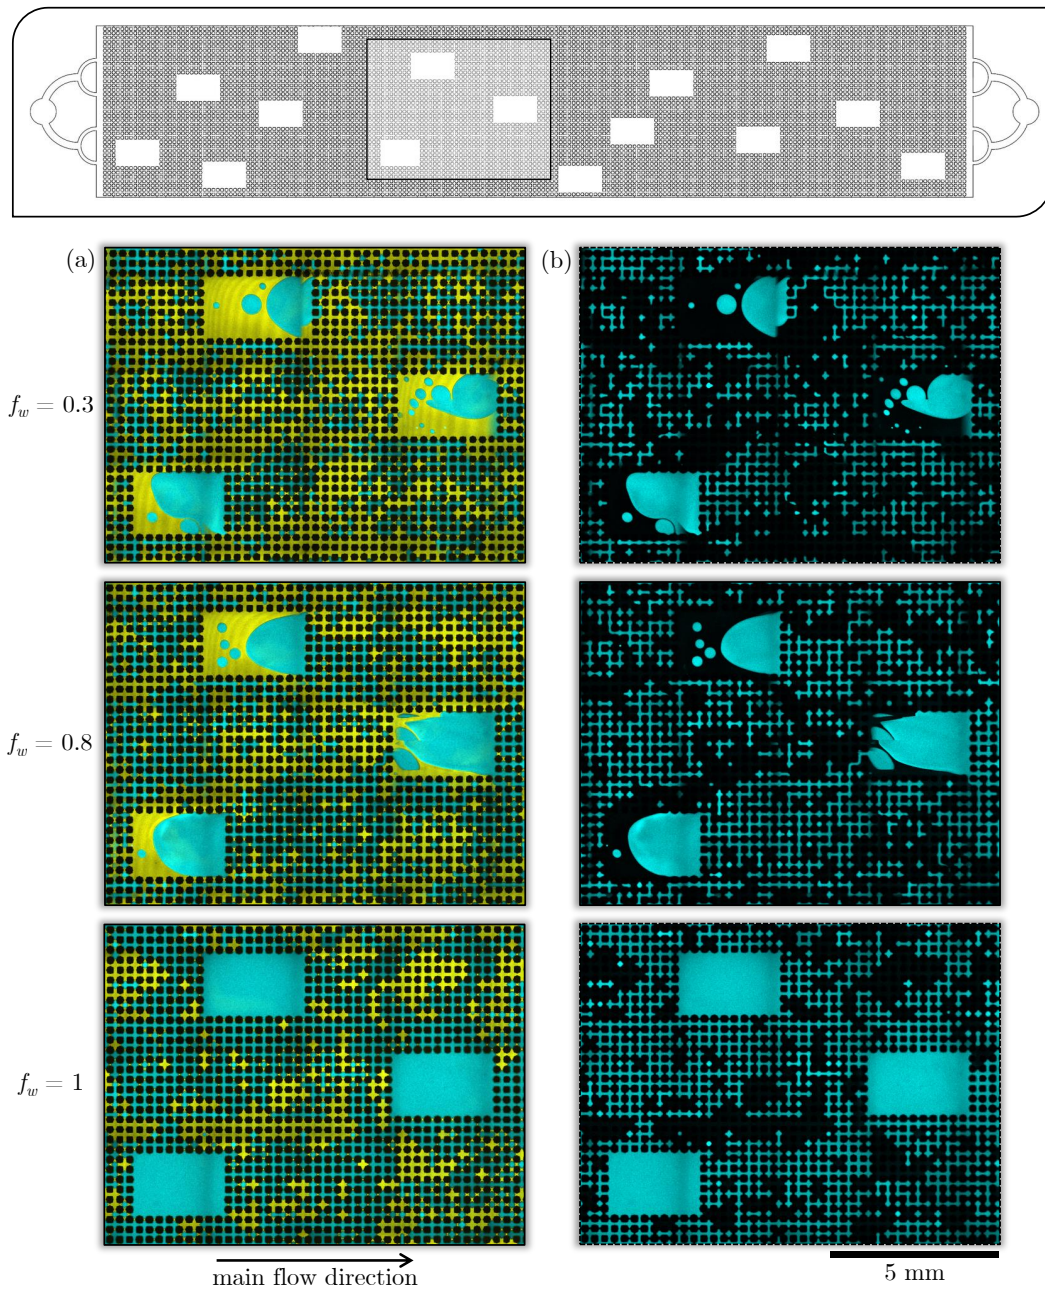 (a)
(b)
f_w = 0.3
f_w = 0.8
f_w = 1
main flow direction
5 mm